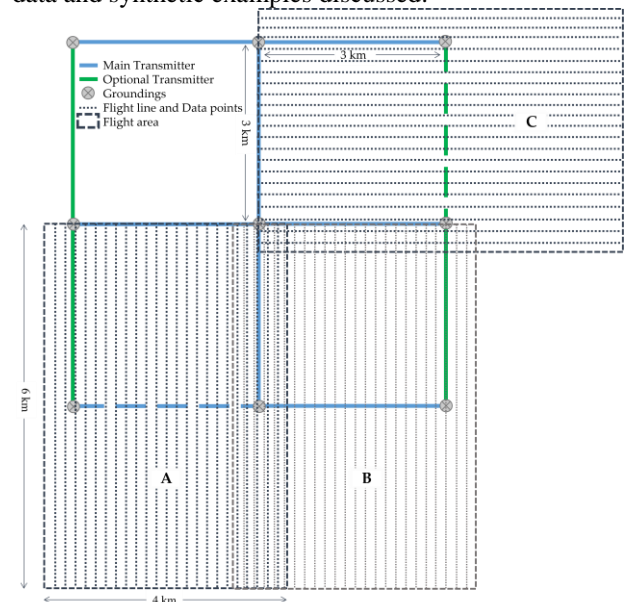 data and synthetic examples discussed.
3 km
Main Transmitter
Optional Transmitter
Groundings
Flight line and Data points
Flight area
3 km
C
6 km
A
B
4 km